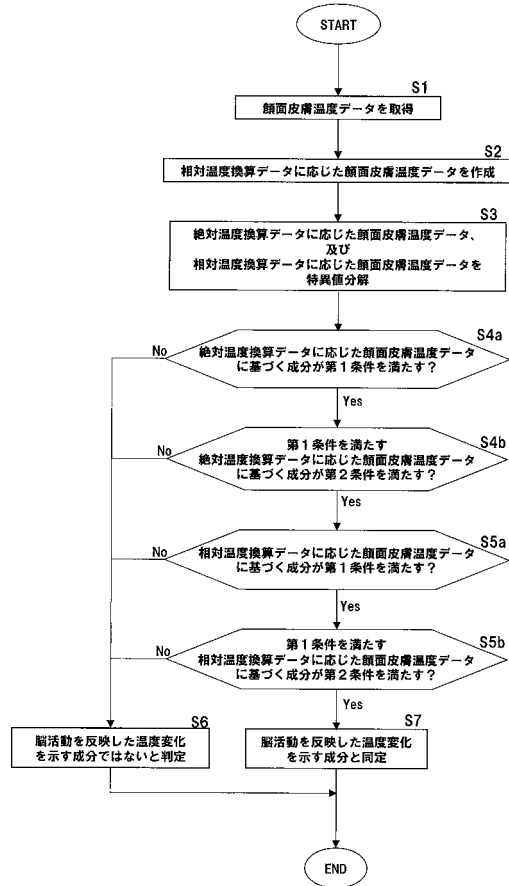 START
S1
顔面皮膚温度データを取得
S2
相対温度換算データに応じた顔面皮膚温度データを作成
S3
絶対温度換算データに応じた顔面皮膚温度データ、
及び
相対温度換算データに応じた顔面皮膚温度データを
特異値分解
S4a
No
絶対温度換算データに応じた顔面皮膚温度データ
に基づく成分が第１条件を満たす？
Yes
S4b
No
第１条件を満たす
絶対温度換算データに応じた顔面皮膚温度データ
に基づく成分が第２条件を満たす？
Yes
S5a
No
相対温度換算データに応じた顔面皮膚温度データ
に基づく成分が第１条件を満たす？
Yes
S5b
No
第１条件を満たす
相対温度換算データに応じた顔面皮膚温度データ
に基づく成分が第２条件を満たす？
Yes
S6
脳活動を反映した温度変化
を示す成分ではないと判定
S7
脳活動を反映した温度変化
を示す成分と同定
END